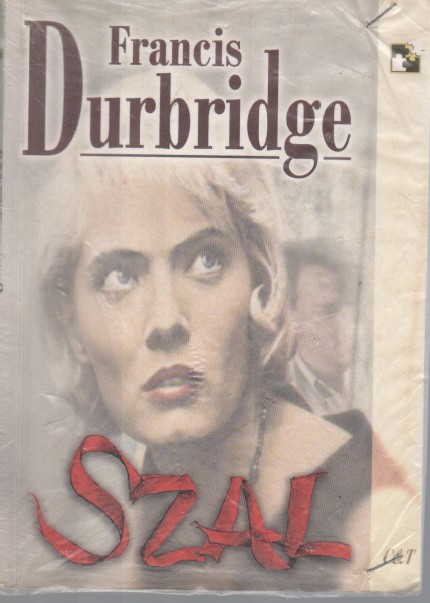 Francis
Durbridge
SZAL
C&T